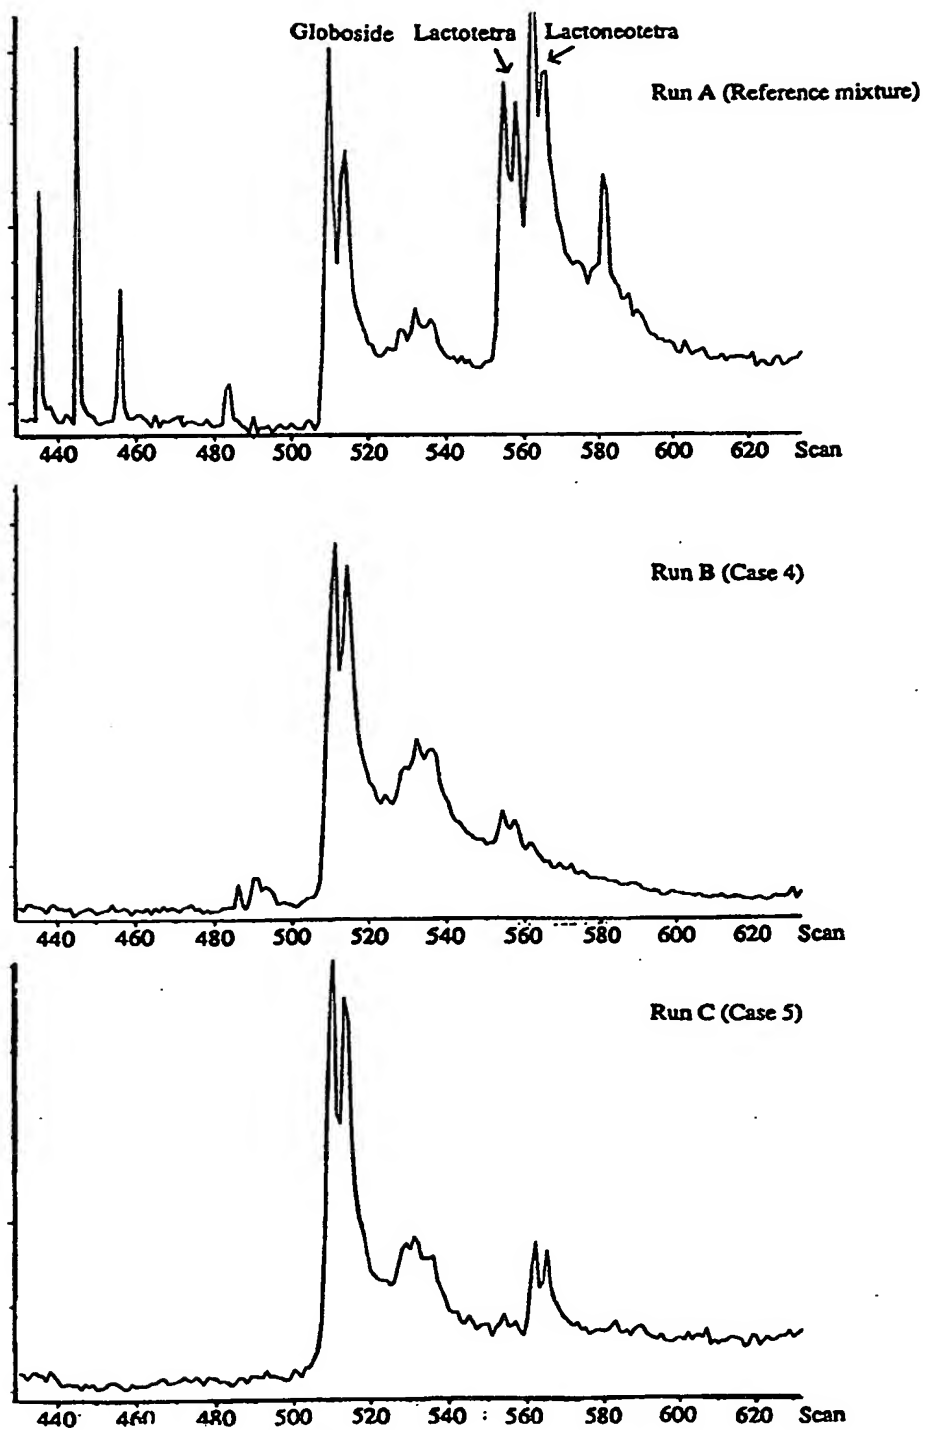 Globoside Lactotetra Lactoneotetra
Run A (Reference mixture)
440 460 480 500 520 540 560 580 600 620 Scan
Run B (Case 4)
440 460 480 500 520 540 560 580 600 620 Scan
Run C (Case 5)
440 460 480 500 520 540 560 580 600 620 Scan